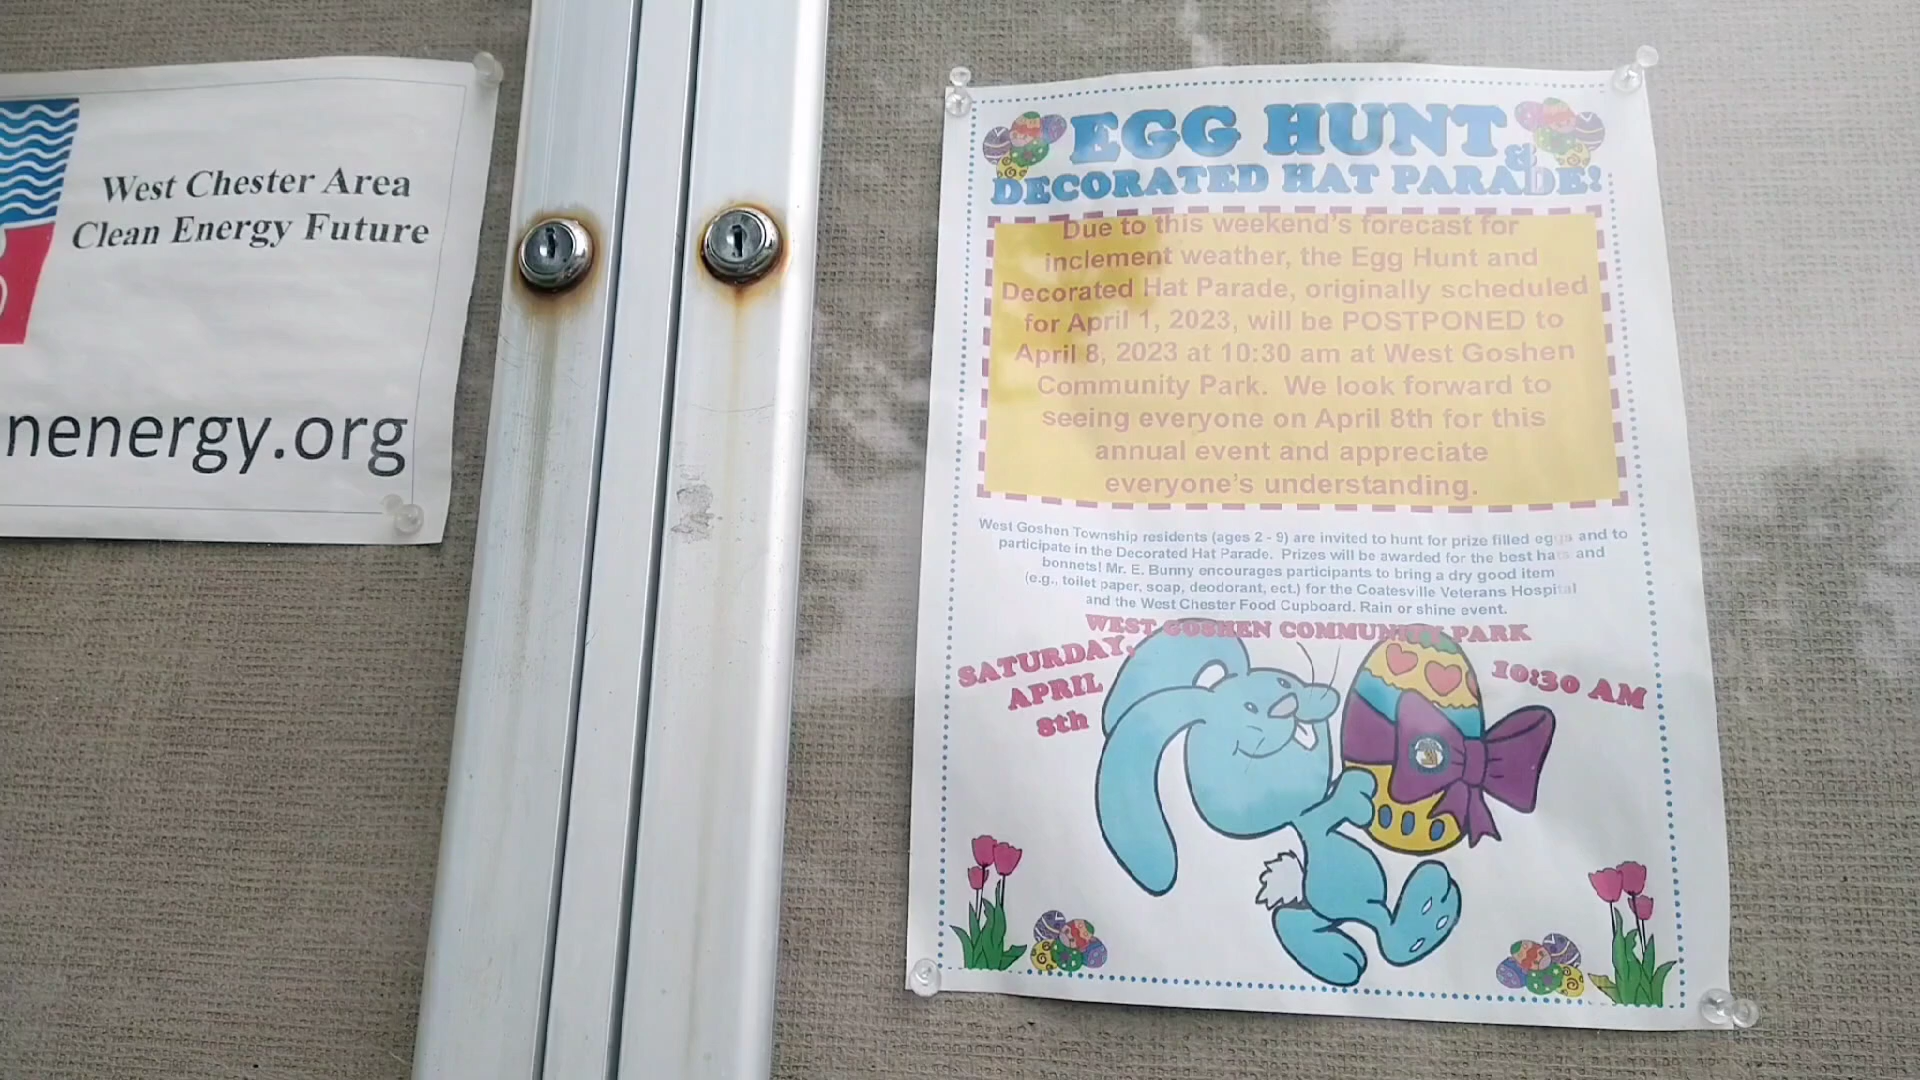 West Chester Area
Clean Energy Future
nenergy.org
EGG HUNT
&
DECORATED HAT PARADE!
Due to this weekend's forecast for
inclement weather, the Egg Hunt and
Decorated Hat Parade, originally scheduled
for April 1, 2023, will be POSTPONED to
April 8, 2023 at 10:30 am at West Goshen
Community Park. We look forward to
seeing everyone on April 8th for this
annual event and appreciate
everyone's understanding.
West Goshen Township residents (ages 2 - 9) are invited to hunt for prize filled eggs and to
participate in the Decorated Hat Parade. Prizes will be awarded for the best hats and
bonnets! Mr. E. Bunny encourages participants to bring a dry good item
(e.g., toilet paper, soap, deodorant, ect.) for the Coatesville Veterans Hospital
and the West Chester Food Cupboard. Rain or shine event.
WEST GOSHEN COMMUNITY PARK
SATURDAY,
APRIL
8th
10:30 AM